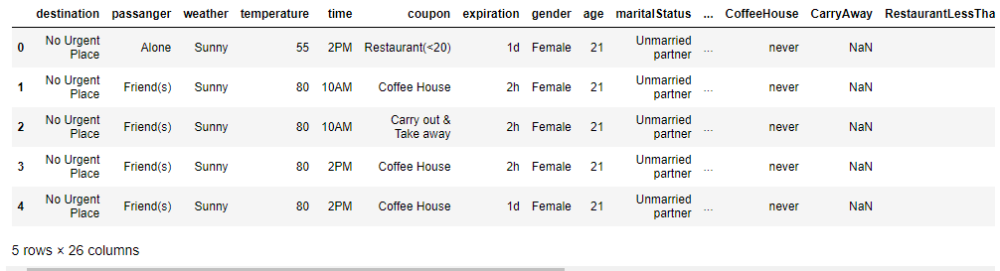 destination passanger weather temperature time coupon expiration gender age maritalStatus ... CoffeeHouse CarryAway RestaurantLessTha
0 No Urgent Place Alone Sunny 55 2PM Restaurant(<20) 1d Female 21 Unmarried partner ... never NaN
1 No Urgent Place Friend(s) Sunny 80 10AM Coffee House 2h Female 21 Unmarried partner ... never NaN
2 No Urgent Place Friend(s) Sunny 80 10AM Carry out & Take away 2h Female 21 Unmarried partner ... never NaN
3 No Urgent Place Friend(s) Sunny 80 2PM Coffee House 2h Female 21 Unmarried partner ... never NaN
4 No Urgent Place Friend(s) Sunny 80 2PM Coffee House 1d Female 21 Unmarried partner ... never NaN
5 rows × 26 columns